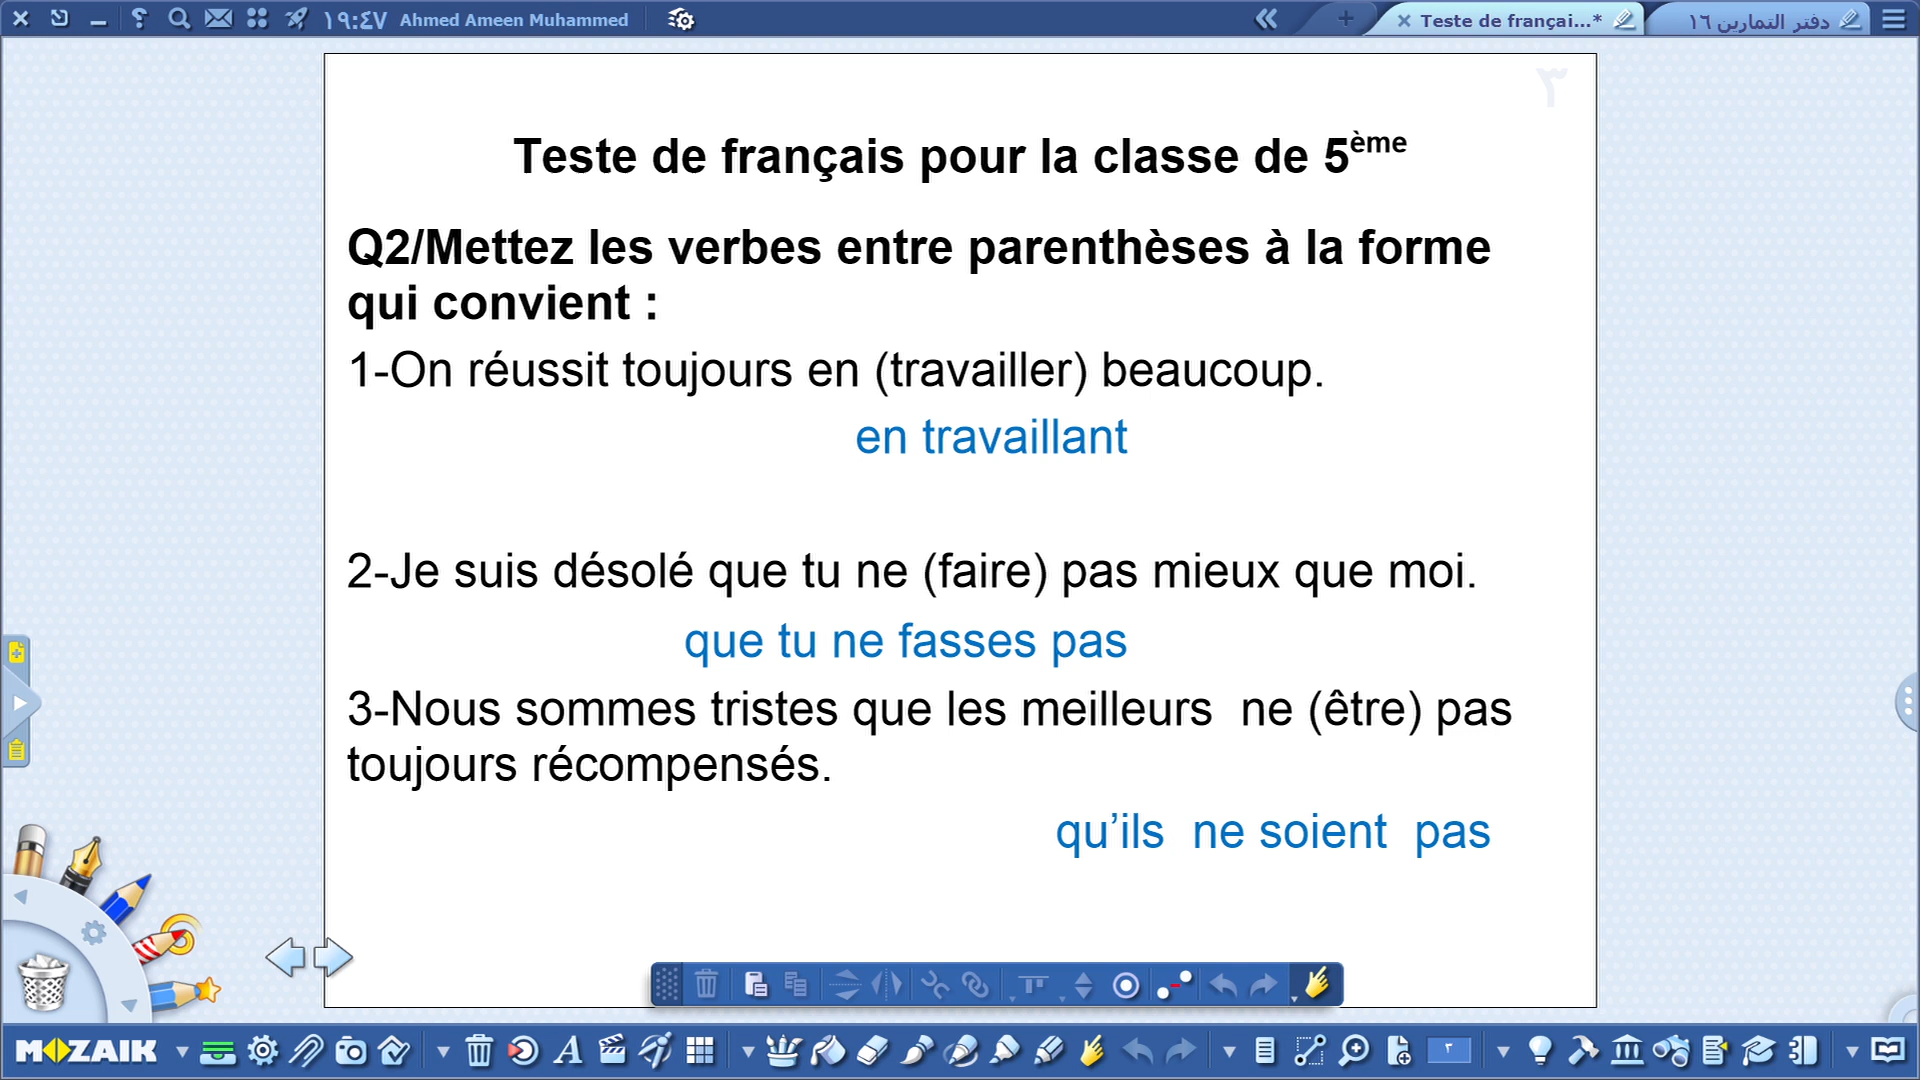 ١٩:٤٧ Ahmed Ameen Muhammed
Teste de françai...*
دفتر التمارين ١٦
٣
Teste de français pour la classe de 5ème
Q2/Mettez les verbes entre parenthèses à la forme
qui convient :
1-On réussit toujours en (travailler) beaucoup.
en travaillant
2-Je suis désolé que tu ne (faire) pas mieux que moi.
que tu ne fasses pas
3-Nous sommes tristes que les meilleurs ne (être) pas
toujours récompensés.
qu’ils ne soient pas
MOZAIK
٣